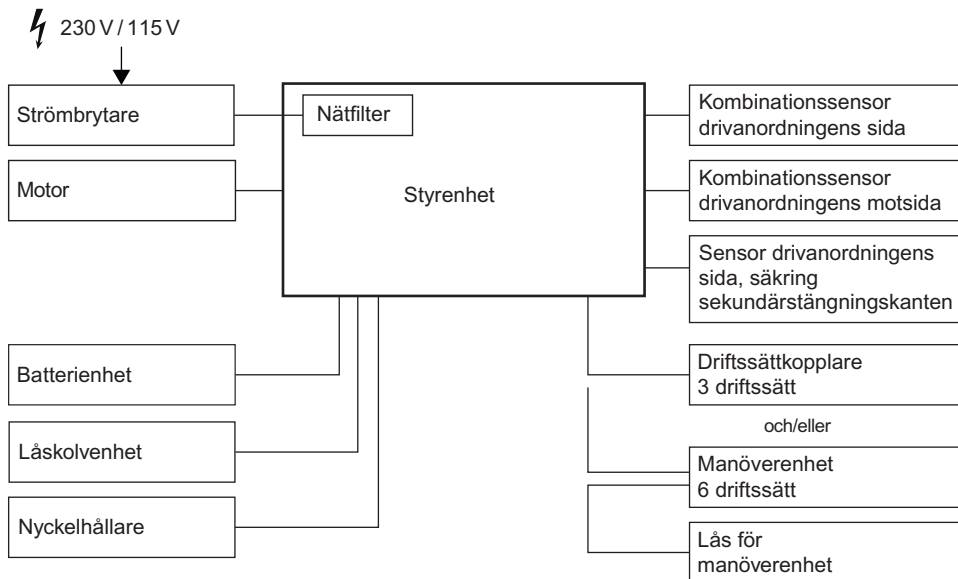 230 V / 115 V
Strömbrytare
Motor
Nätfilter
Styrenhet
Kombinationssensor
drivanordningens sida
Kombinationssensor
drivanordningens motsida
Sensor drivanordningens
sida, säkring
sekundärstängningskanten
Batterienhet
Låskolvenhet
Nyckelhållare
Driftssättkopplare
3 driftssätt
och/eller
Manöverenhet
6 driftssätt
Lås för
manöverenhet